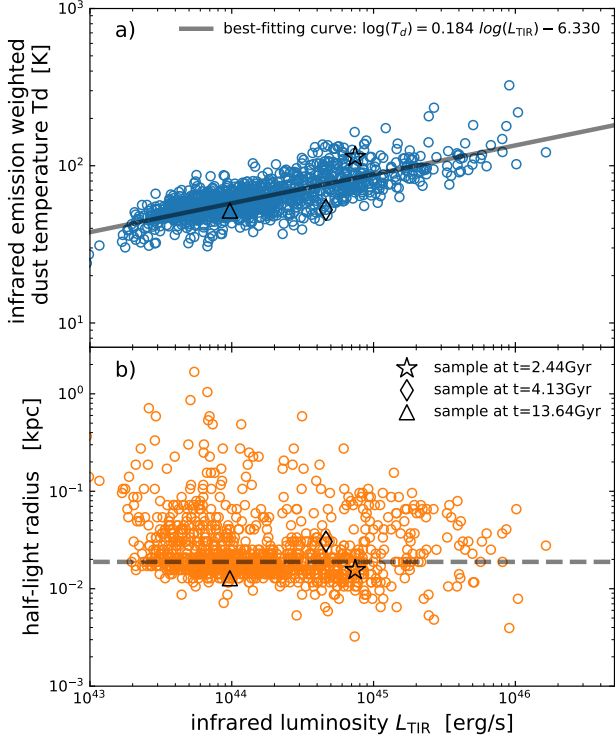 a)
best-fitting curve: log(T_d) = 0.184 log(L_TIR) − 6.330
infrared emission weighted
dust temperature Td [K]
10^3
10^2
10^1
b)
sample at t=2.44Gyr
sample at t=4.13Gyr
sample at t=13.64Gyr
half-light radius [kpc]
10^0
10^−1
10^−2
10^−3
10^43
10^44
10^45
10^46
infrared luminosity L_TIR [erg/s]